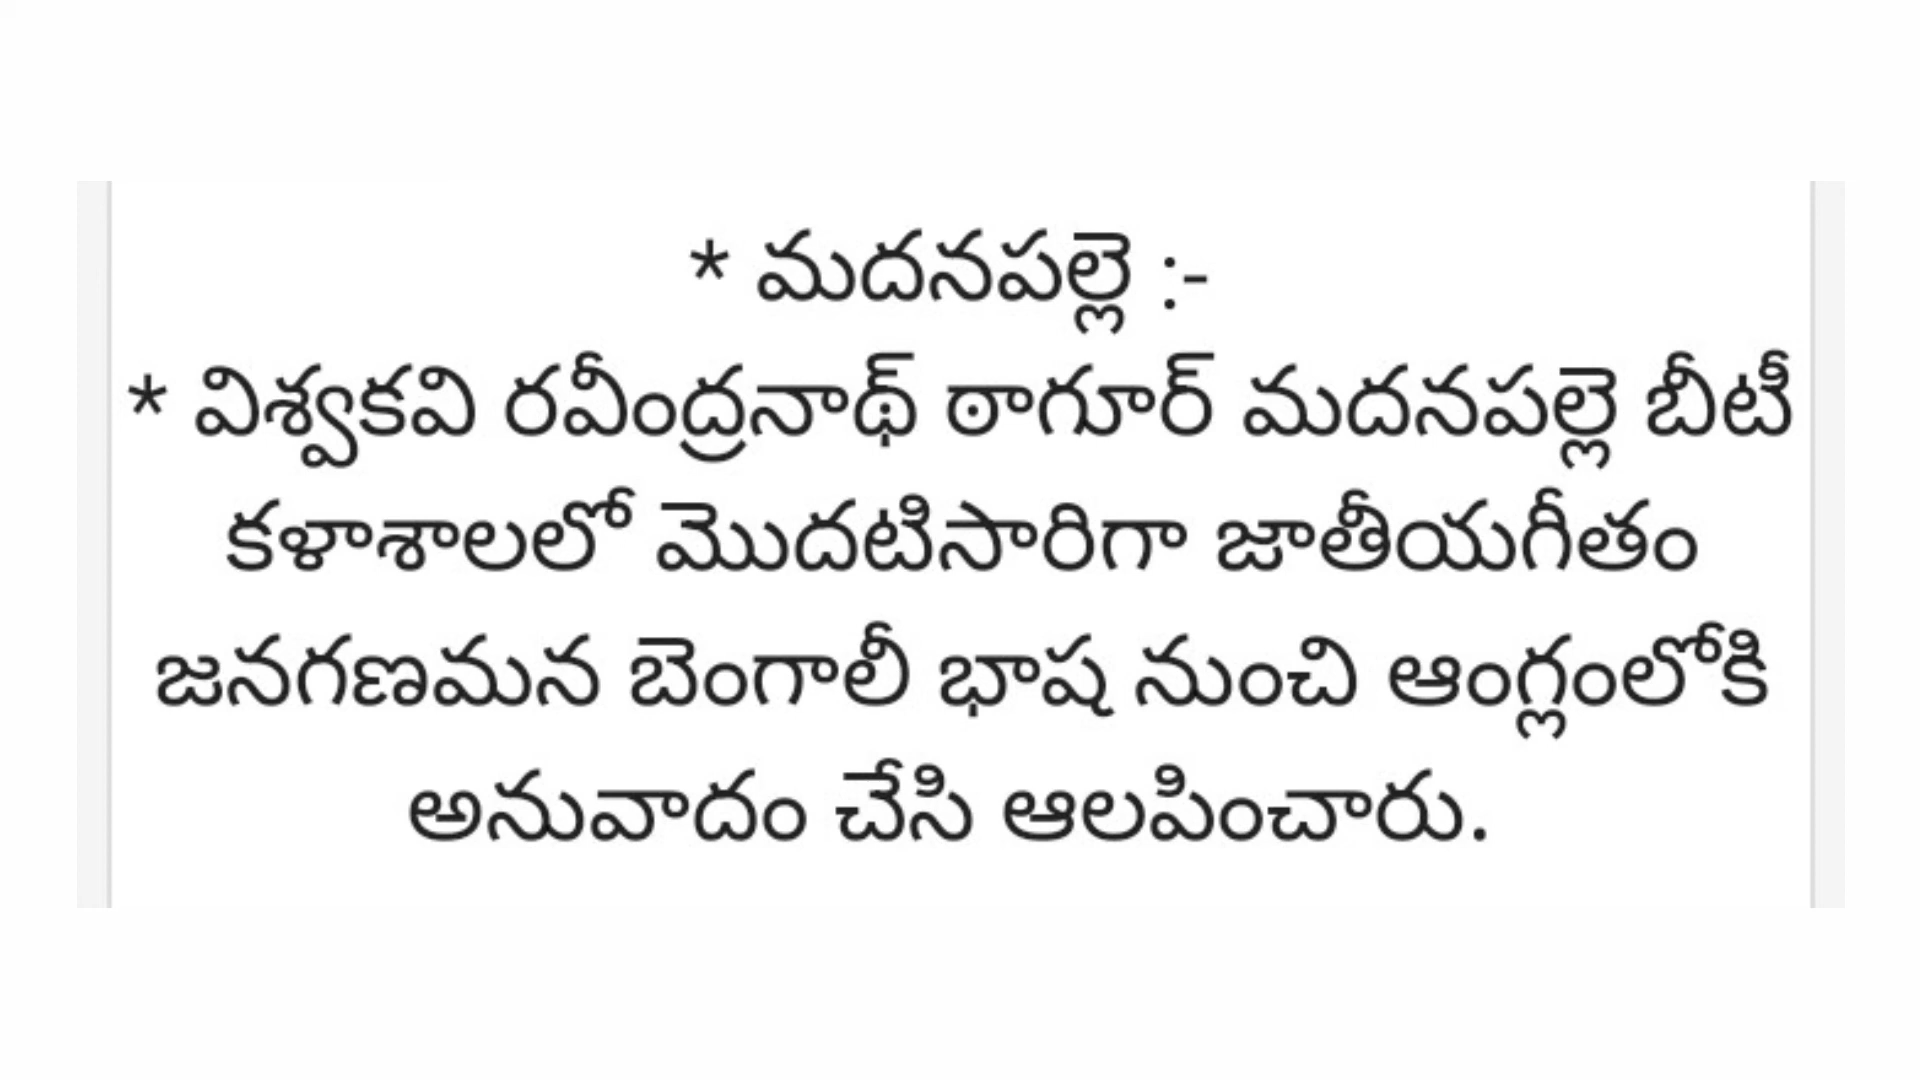 * మదనపల్లె :-
* విశ్వకవి రవీంద్రనాథ్ ఠాగూర్ మదనపల్లె బీటీ
కళాశాలలో మొదటిసారిగా జాతీయగీతం
జనగణమన బెంగాలీ భాష నుంచి ఆంగ్లంలోకి
అనువాదం చేసి ఆలపించారు.